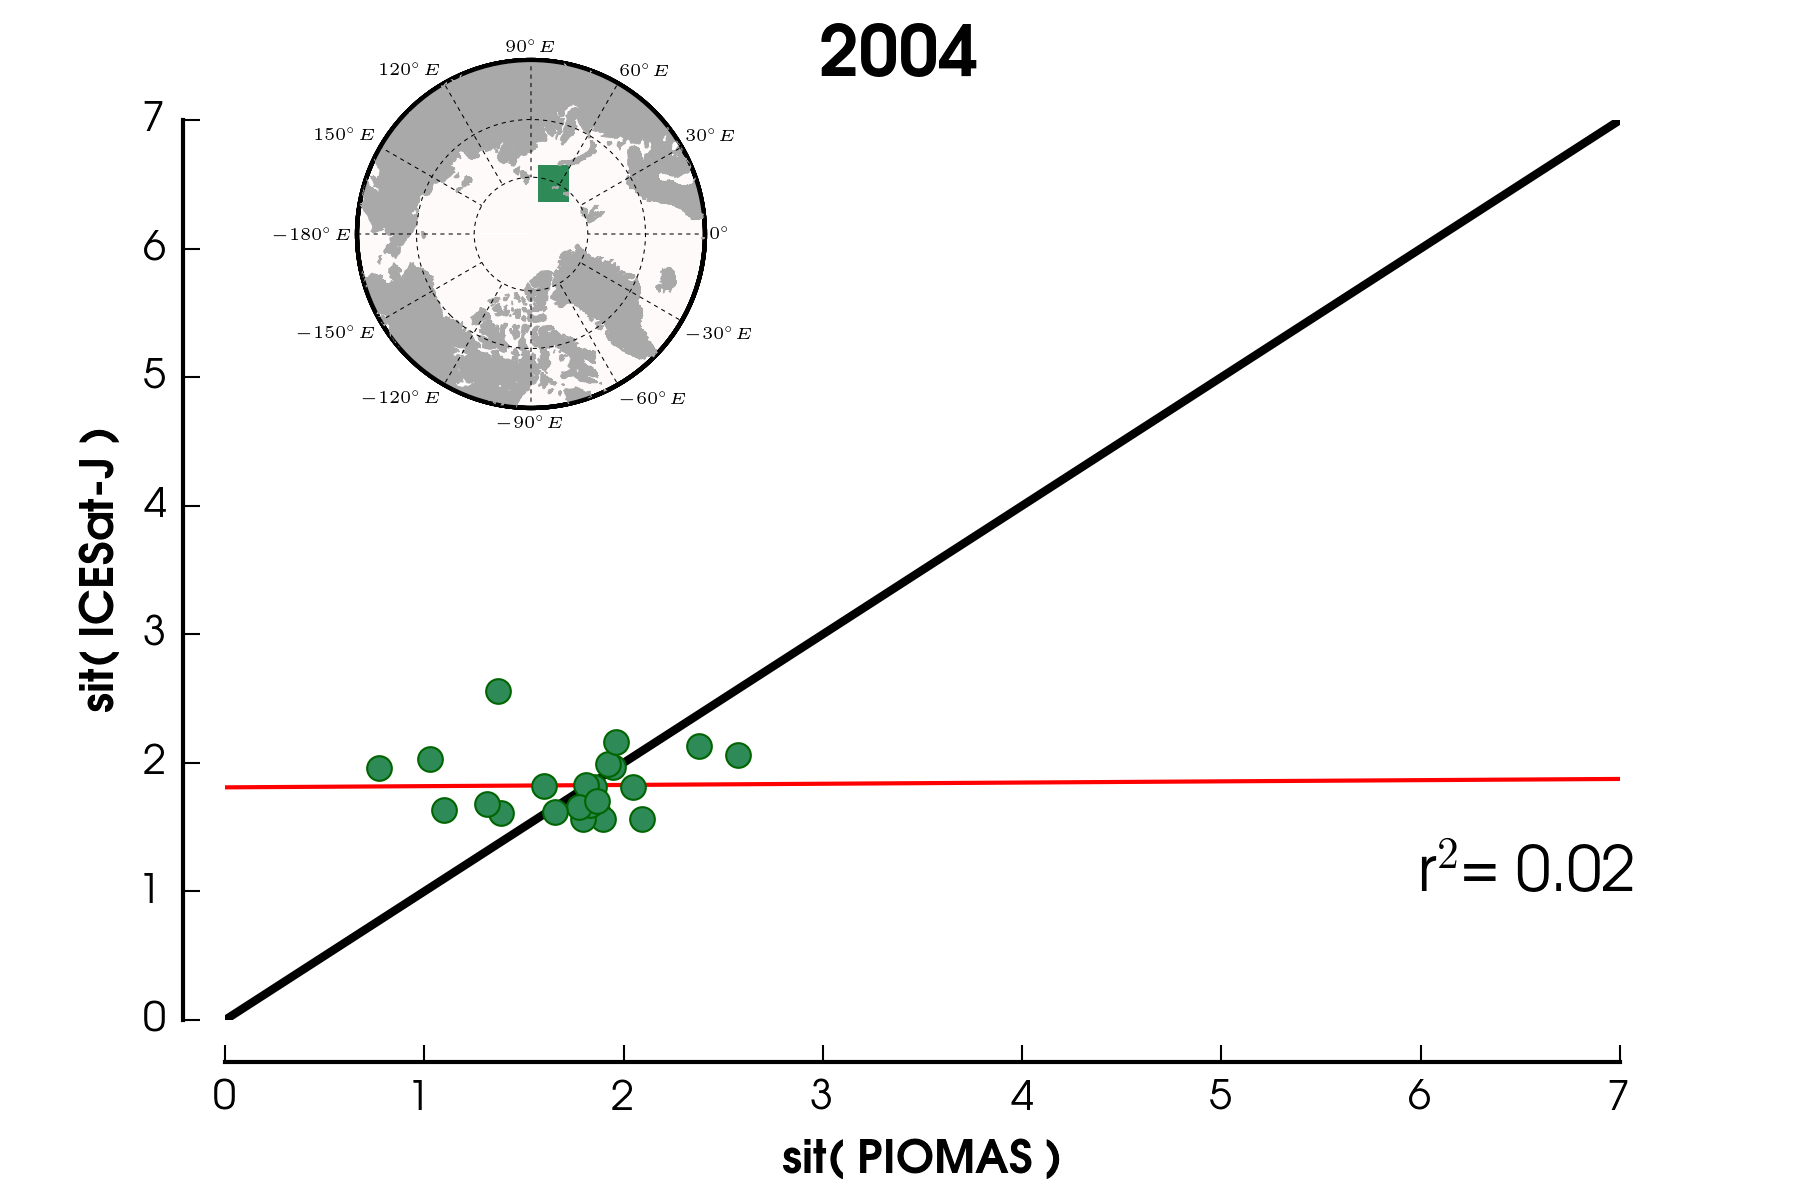 2004
90° E
120° E
60° E
150° E
30° E
−180° E
0°
−150° E
−30° E
−120° E
−60° E
−90° E
7
6
5
4
3
2
1
0
sit( ICESat-J )
r²= 0.02
0 1 2 3 4 5 6 7
sit( PIOMAS )